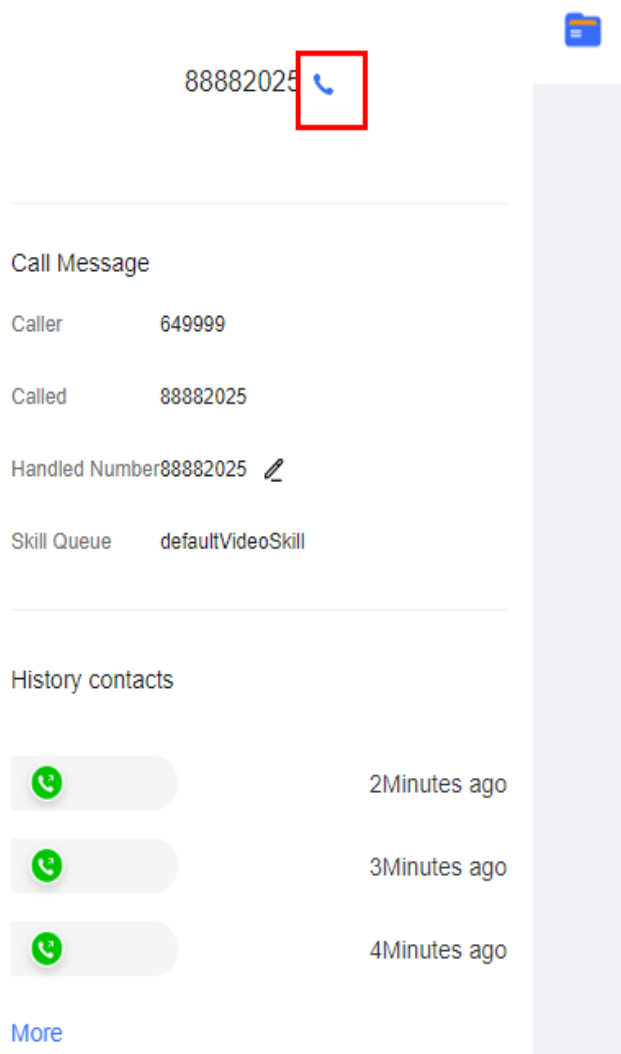 88882025
Call Message
Caller 649999
Called 88882025
Handled Number88882025
Skill Queue defaultVideoSkill
History contacts
2Minutes ago
3Minutes ago
4Minutes ago
More